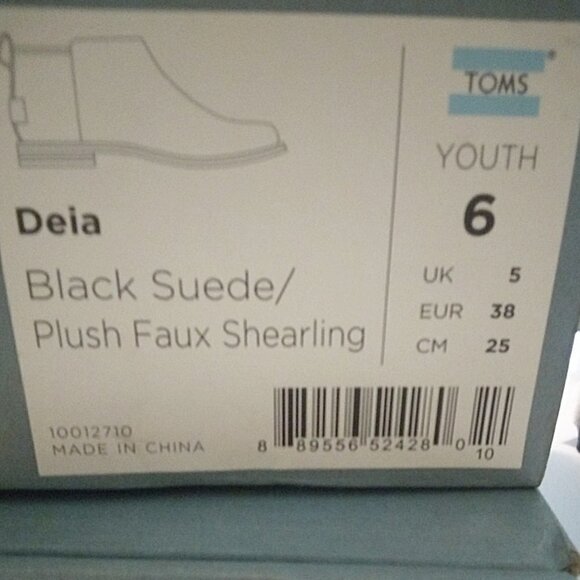 TOMS
YOUTH
6
UK 5
EUR 38
CM 25
Deia
Black Suede/
Plush Faux Shearling
10012710
MADE IN CHINA
8 89556 52428 0
10